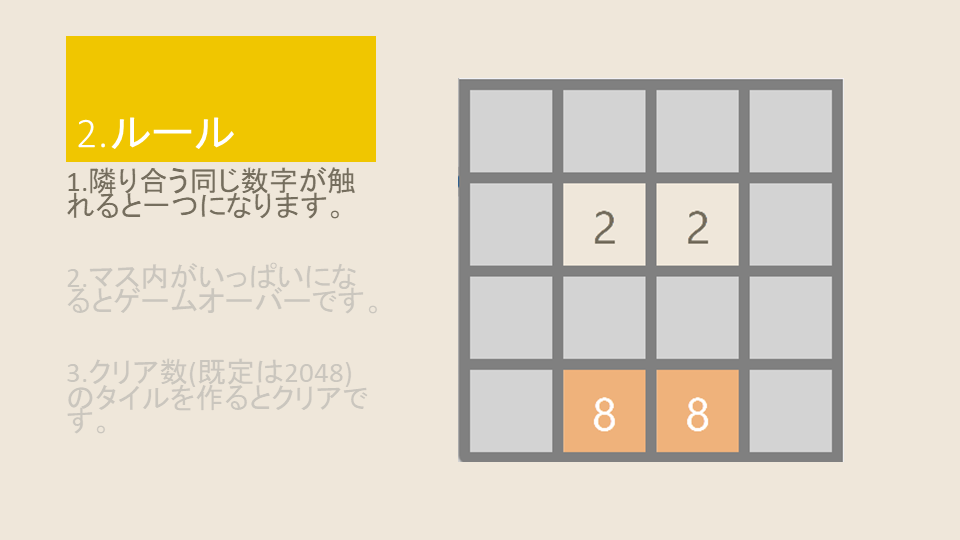 2.ルール
1.隣り合う同じ数字が触
れると一つになります。
2.マス内がいっぱいにな
るとゲームオーバーです。
3.クリア数(既定は2048)
のタイルを作るとクリアで
す。
2 2
8 8